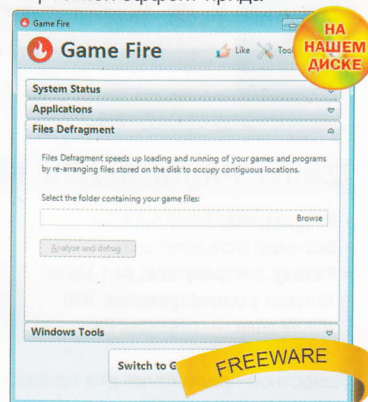 эффект
Game Fire
НА
НАШЕМ
ДИСКЕ
Game Fire
Like
System Status
Applications
Files Defragment
Files Defragment speeds up loading and running of your games and programs
by re-arranging files stored on the disk to occupy contiguous locations.
Select the folder containing your game files:
Browse
Analyze and defrag
Windows Tools
Switch to G
FREEWARE